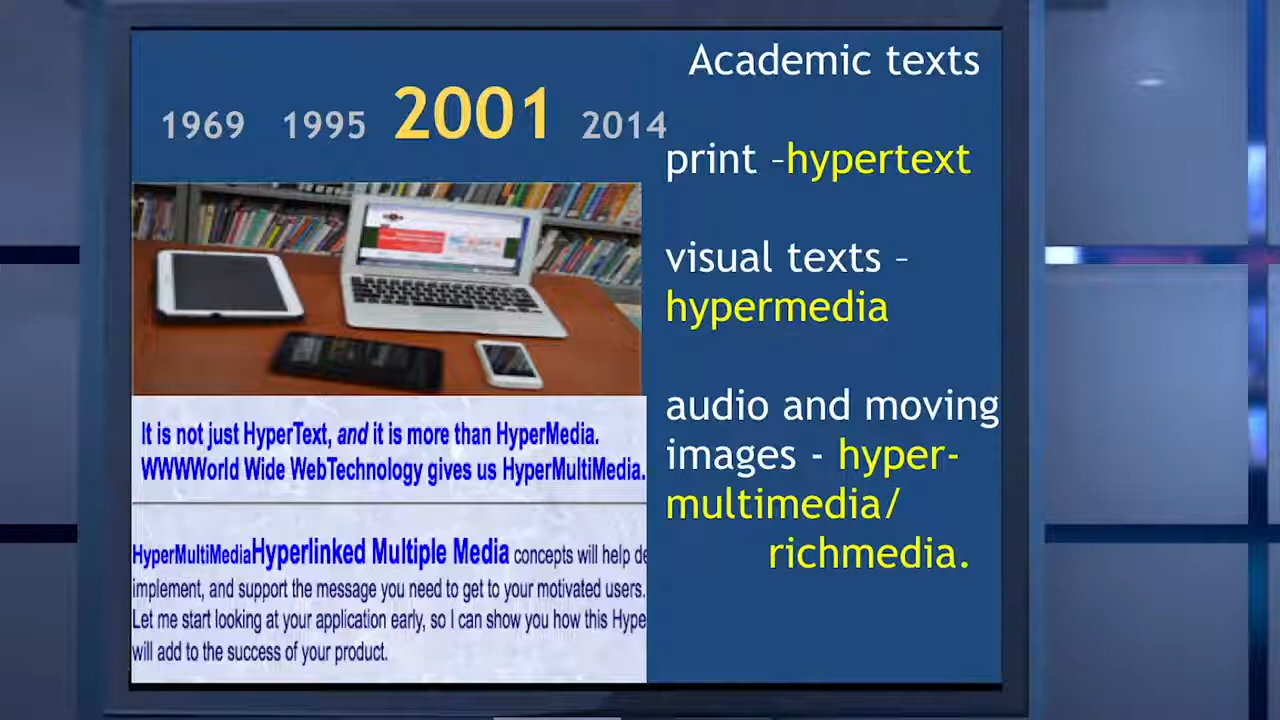 1969 1995 2001 2014
It is not just HyperText, and it is more than HyperMedia.
WWWWorld Wide WebTechnology gives us HyperMultiMedia.
HyperMultiMediaHyperlinked Multiple Media concepts will help de
implement, and support the message you need to get to your motivated users.
Let me start looking at your application early, so I can show you how this Hype
will add to the success of your product.
Academic texts
print –hypertext
visual texts –
hypermedia
audio and moving
images - hyper-
multimedia/
richmedia.